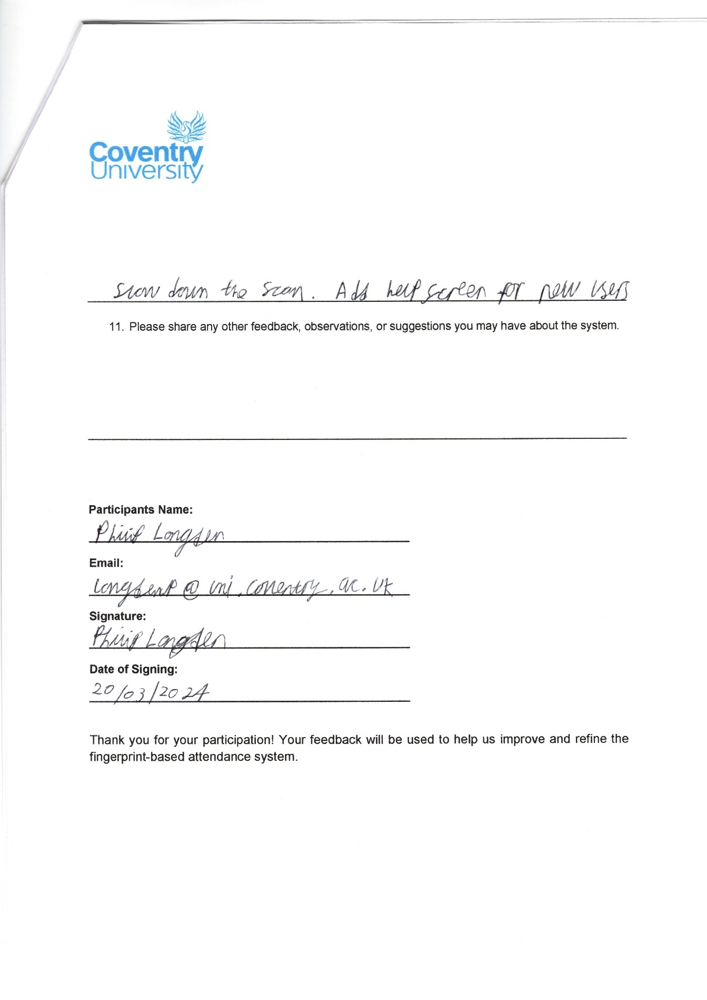 Coventry
University
Slow down the scan. Add help screen for new users
11. Please share any other feedback, observations, or suggestions you may have about the system.
Participants Name:
Philip Longden
Email:
longdenp@uni.coventry.ac.uk
Signature:
Philip Longden
Date of Signing:
20/03/2024
Thank you for your participation! Your feedback will be used to help us improve and refine the
fingerprint-based attendance system.